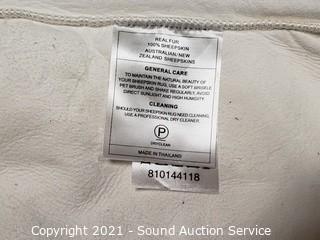 REAL FUR
100% SHEEPSKIN
AUSTRALIAN/NEW
ZEALAND SHEEPSKINS
GENERAL CARE
TO MAINTAIN THE NATURAL BEAUTY OF
YOUR SHEEPSKIN RUG, USE A SOFT BRISTLE
PET BRUSH AND SHAKE REGULARLY. AVOID
DIRECT SUNLIGHT AND HIGH HUMIDITY.
CLEANING
SHOULD YOUR SHEEPSKIN RUG NEED CLEANING,
USE A PROFESSIONAL DRY CLEANER.
P
DRYCLEAN
MADE IN THAILAND
810144118
Copyright 2021 - Sound Auction Service